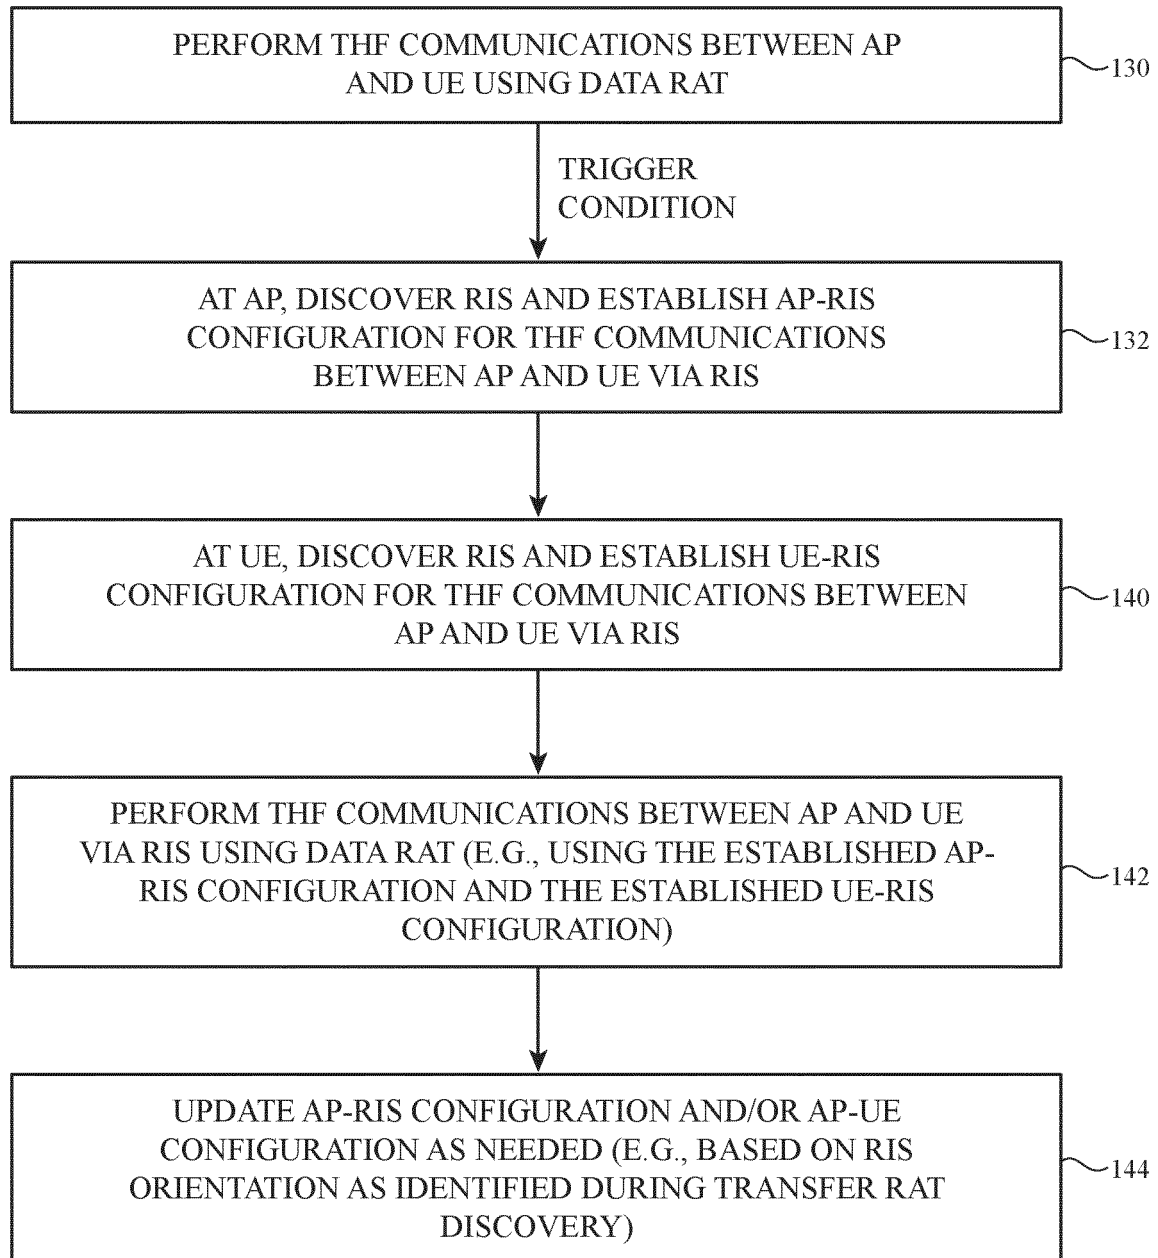 PERFORM THF COMMUNICATIONS BETWEEN AP
AND UE USING DATA RAT
130
TRIGGER
CONDITION
AT AP, DISCOVER RIS AND ESTABLISH AP-RIS
CONFIGURATION FOR THF COMMUNICATIONS
BETWEEN AP AND UE VIA RIS
132
AT UE, DISCOVER RIS AND ESTABLISH UE-RIS
CONFIGURATION FOR THF COMMUNICATIONS BETWEEN
AP AND UE VIA RIS
140
PERFORM THF COMMUNICATIONS BETWEEN AP AND UE
VIA RIS USING DATA RAT (E.G., USING THE ESTABLISHED AP-
RIS CONFIGURATION AND THE ESTABLISHED UE-RIS
CONFIGURATION)
142
UPDATE AP-RIS CONFIGURATION AND/OR AP-UE
CONFIGURATION AS NEEDED (E.G., BASED ON RIS
ORIENTATION AS IDENTIFIED DURING TRANSFER RAT
DISCOVERY)
144